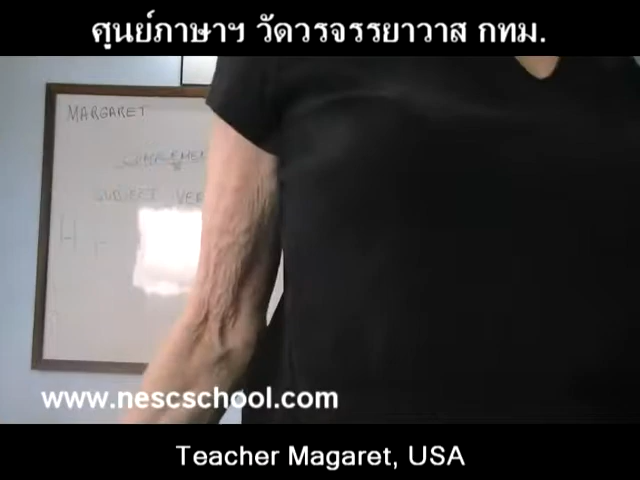 ศูนย์ภาษาฯ วัดวรจรรยาวาส กทม.
MARGARET
SUBJECT
www.nescschool.com
Teacher Magaret, USA